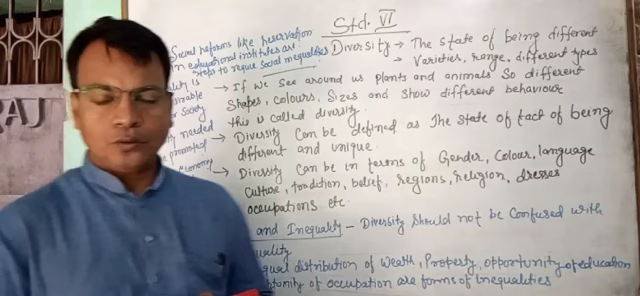 Std. VI
Social reforms like reservation
in educational institutes are
steps to requce social inequalities
Diversity → The state of being different
→ Varieties, range, different types
→ If we see around us plants and animals so different
Shapes, colours, sizes and show different behaviour
this is called diversity.
→ Diversity can be defined as The state of fact of being
different and unique.
→ Diversity can be in terms of Gender, Colour, language
culture, tradition, belief, regions, religion, dresses
occupations etc.
and Inequality – Diversity should not be confused with
distribution of Wealth, Property, opportunity of education
of occupation are forms of inequalities
Society
needed
RAJ